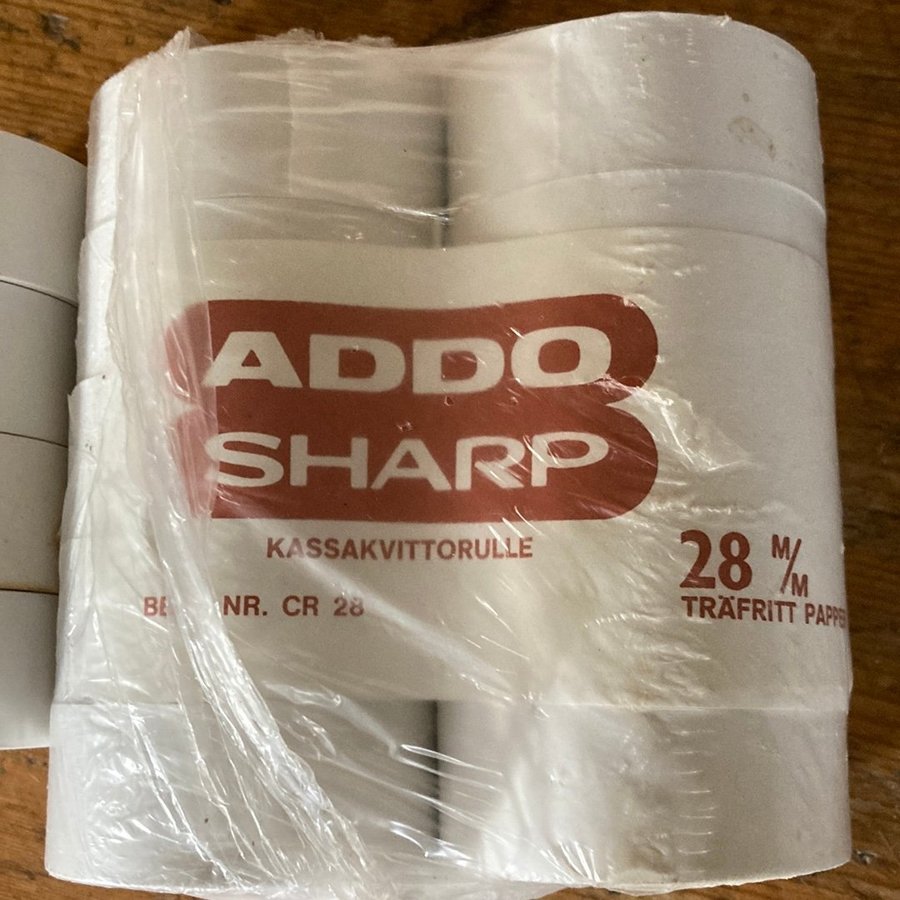 ADDO
SHARP
KASSAKVITTORULLE
NR. CR 28
28 M/M
TRÄFRITT PAPPER